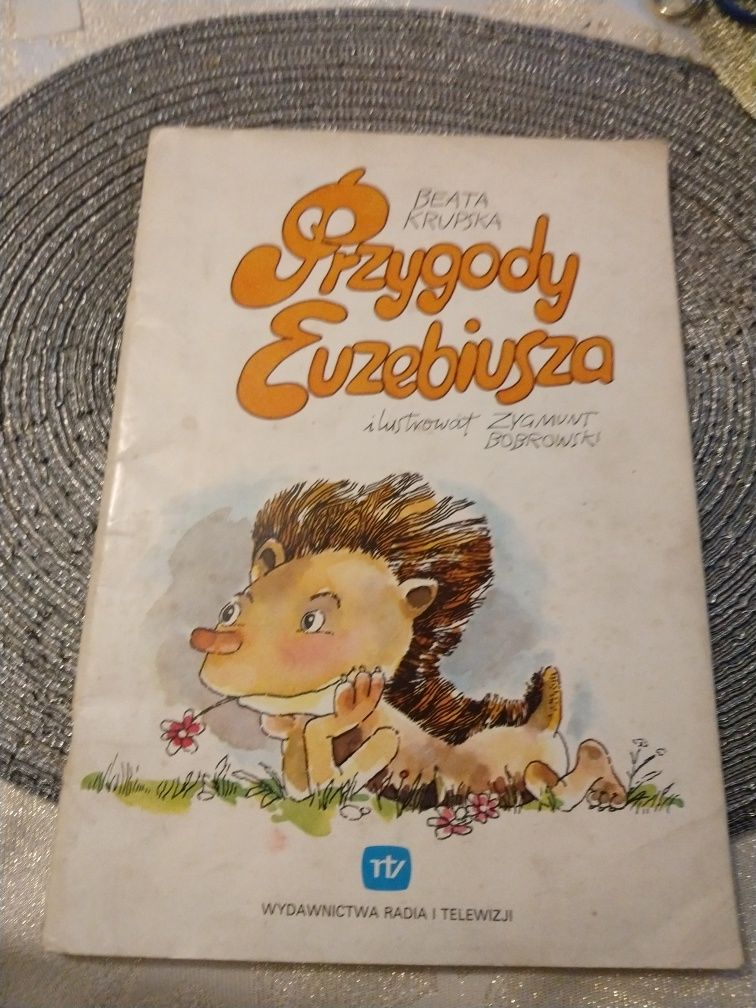 BEATA
KRUPSKA
Przygody
Euzebiusza
ilustrował ZYGMUNT
BOBROWSKI
rtv
WYDAWNICTWA RADIA I TELEWIZJI